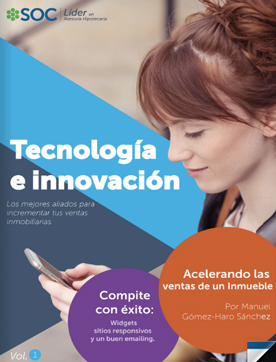 SOC Líder en
Asesoría Hipotecaria
Tecnología
e innovación
Los mejores aliados para
incrementar tus ventas
inmobiliarias.
Acelerando las
ventas de un Inmueble
Por Manuel
Gómez-Haro Sánchez
Compite
con éxito:
Widgets
sitios responsivos
y un buen emailing.
Vol. 1